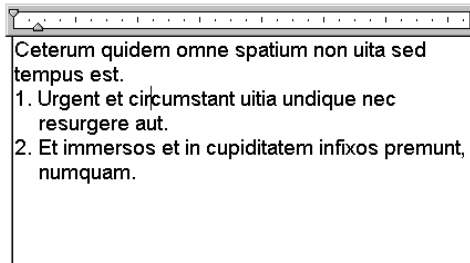 Ceterum quidem omne spatium non uita sed
tempus est.
1. Urgent et circumstant uitia undique nec
resurgere aut.
2. Et immersos et in cupiditatem infixos premunt,
numquam.